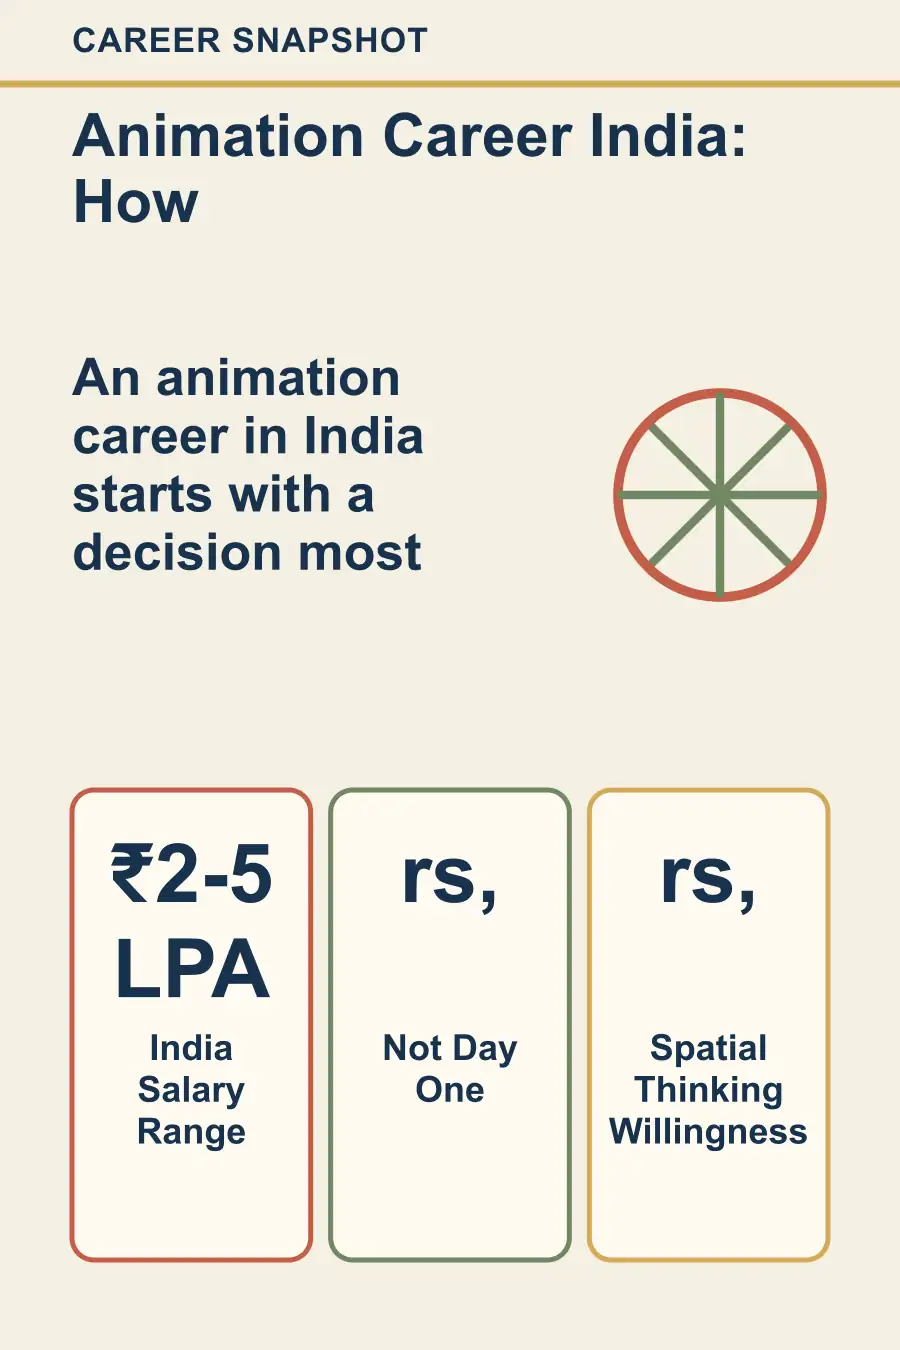 CAREER SNAPSHOT
Animation Career India:
How
An animation
career in India
starts with a
decision most
₹2-5
LPA
India
Salary
Range
rs,
Not Day
One
rs,
Spatial
Thinking
Willingness